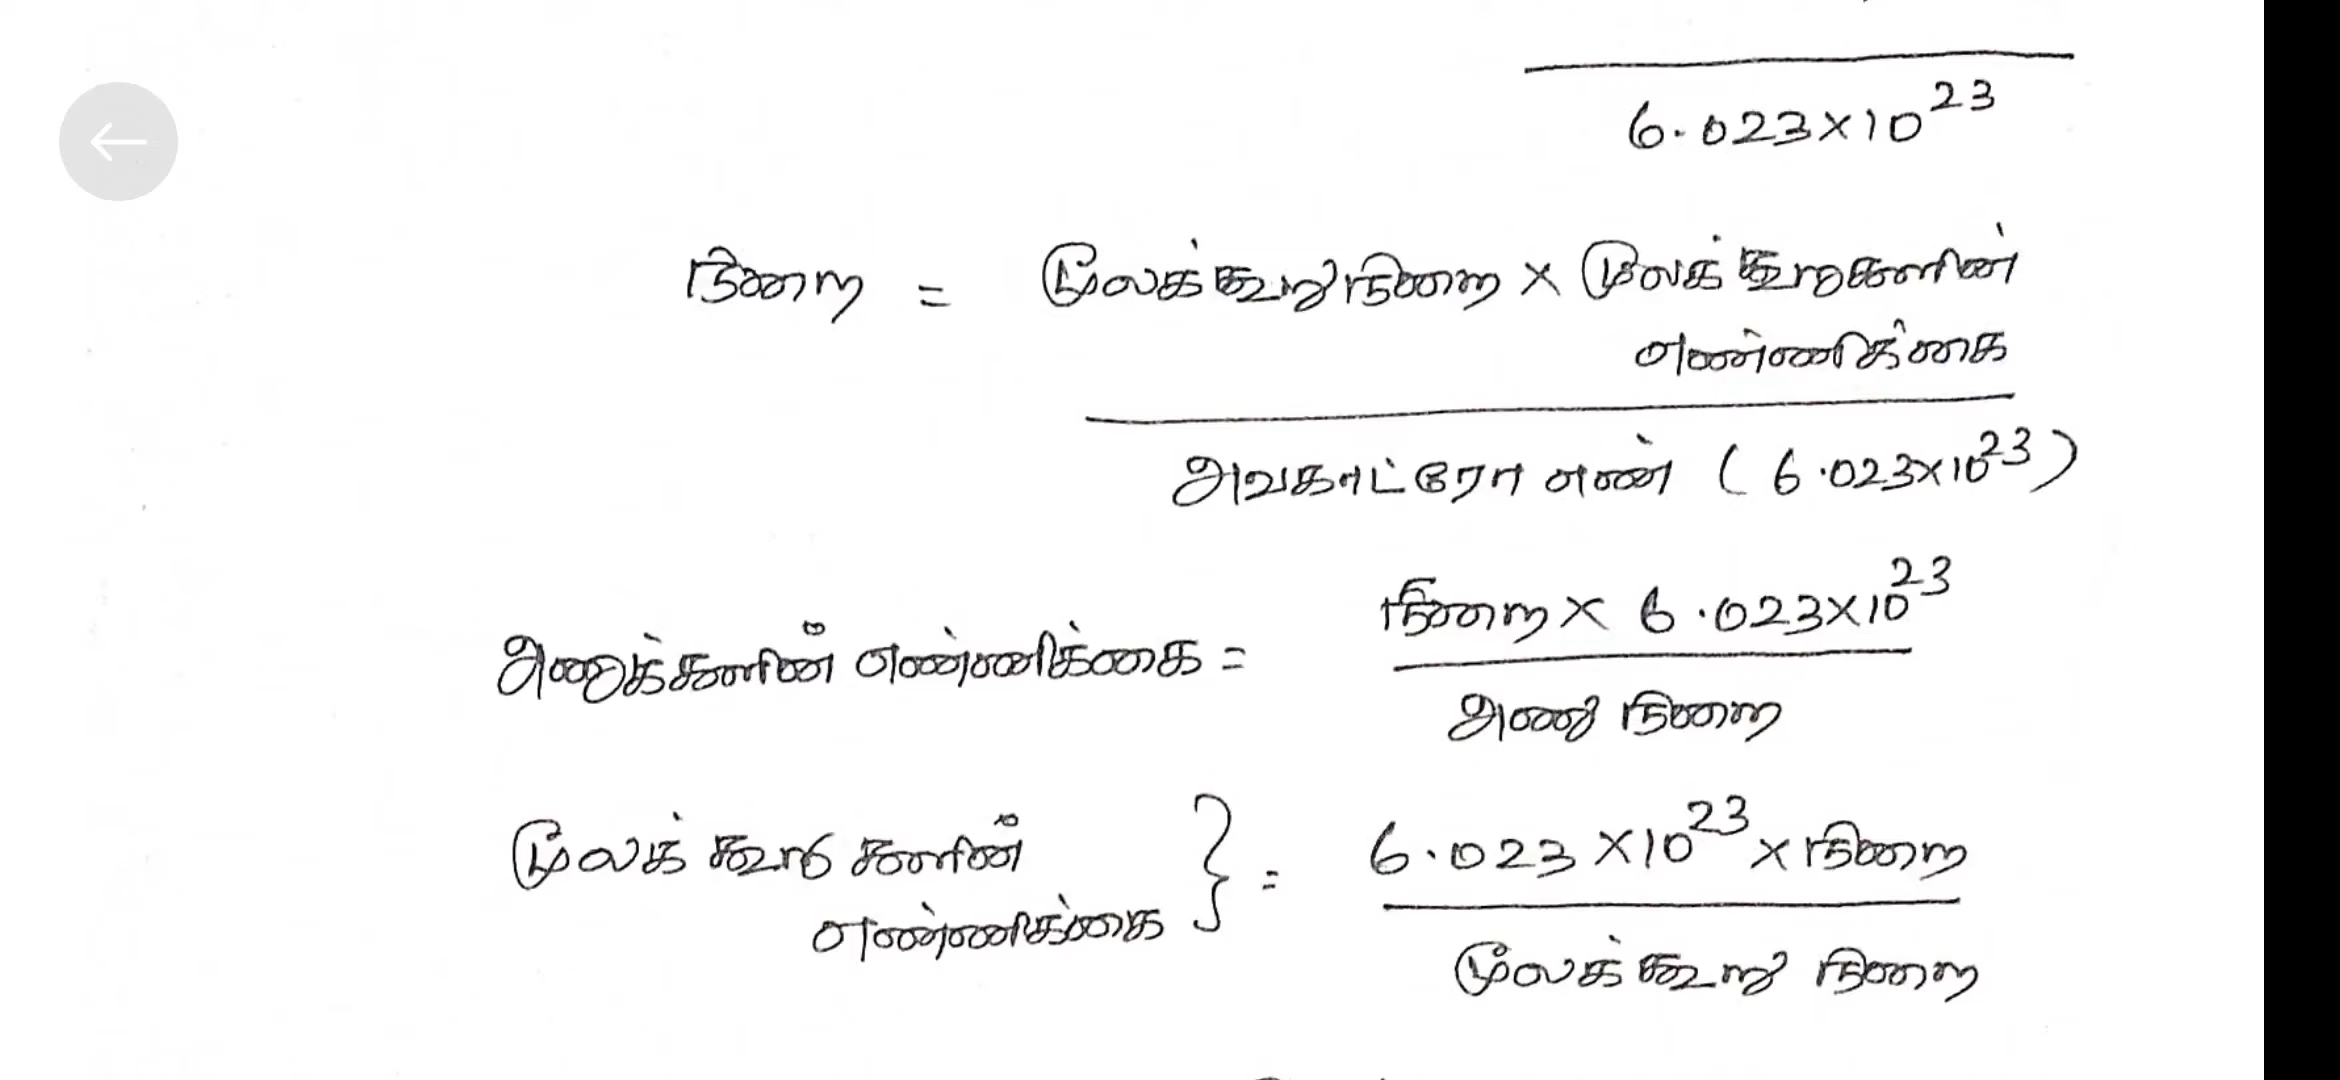 6.023×10²³
நிறை = மூலக்கூறுநிறை × மூலக்கூறுகளின்
எண்ணிக்கை
அவகாட்ரோ எண் ( 6.023×10²³ )
நிறை × 6.023×10²³
அணுக்களின் எண்ணிக்கை =
அணு நிறை
மூலக் கூறு களின்
எண்ணிக்கை } = 6.023 ×10²³ × நிறை
மூலக்கூறு நிறை